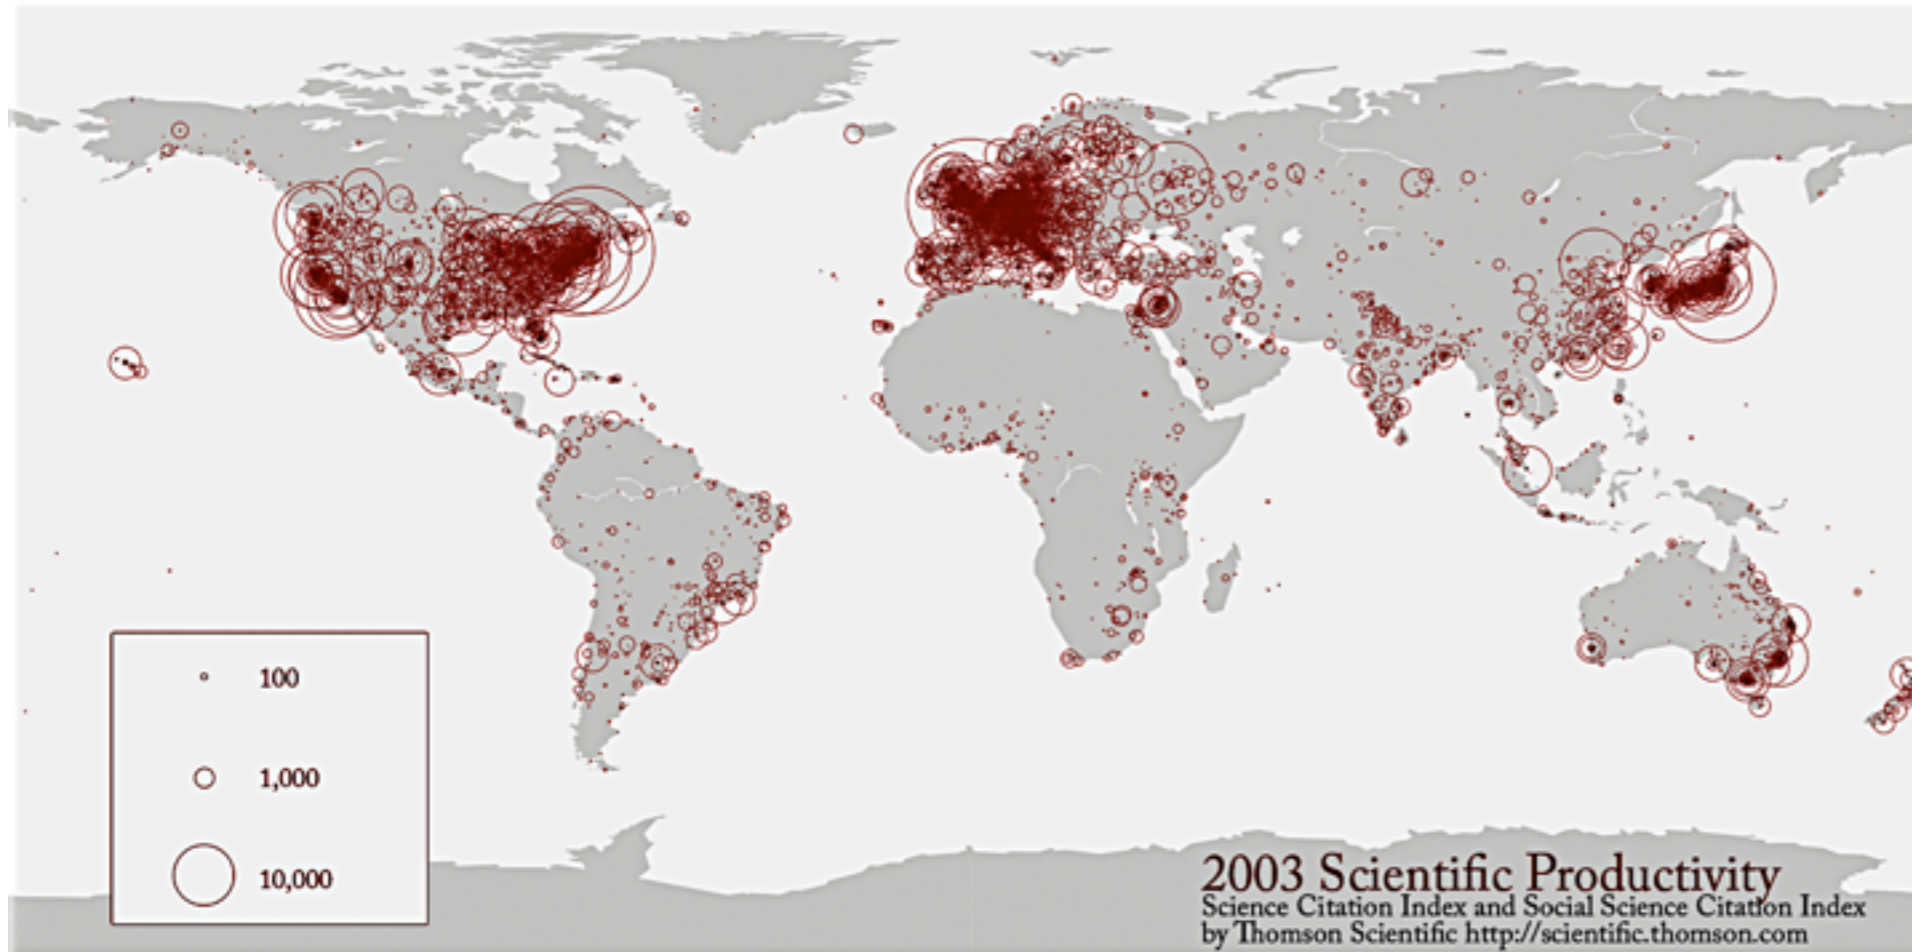 100
1,000
10,000
2003 Scientific Productivity
Science Citation Index and Social Science Citation Index
by Thomson Scientific http://scientific.thomson.com